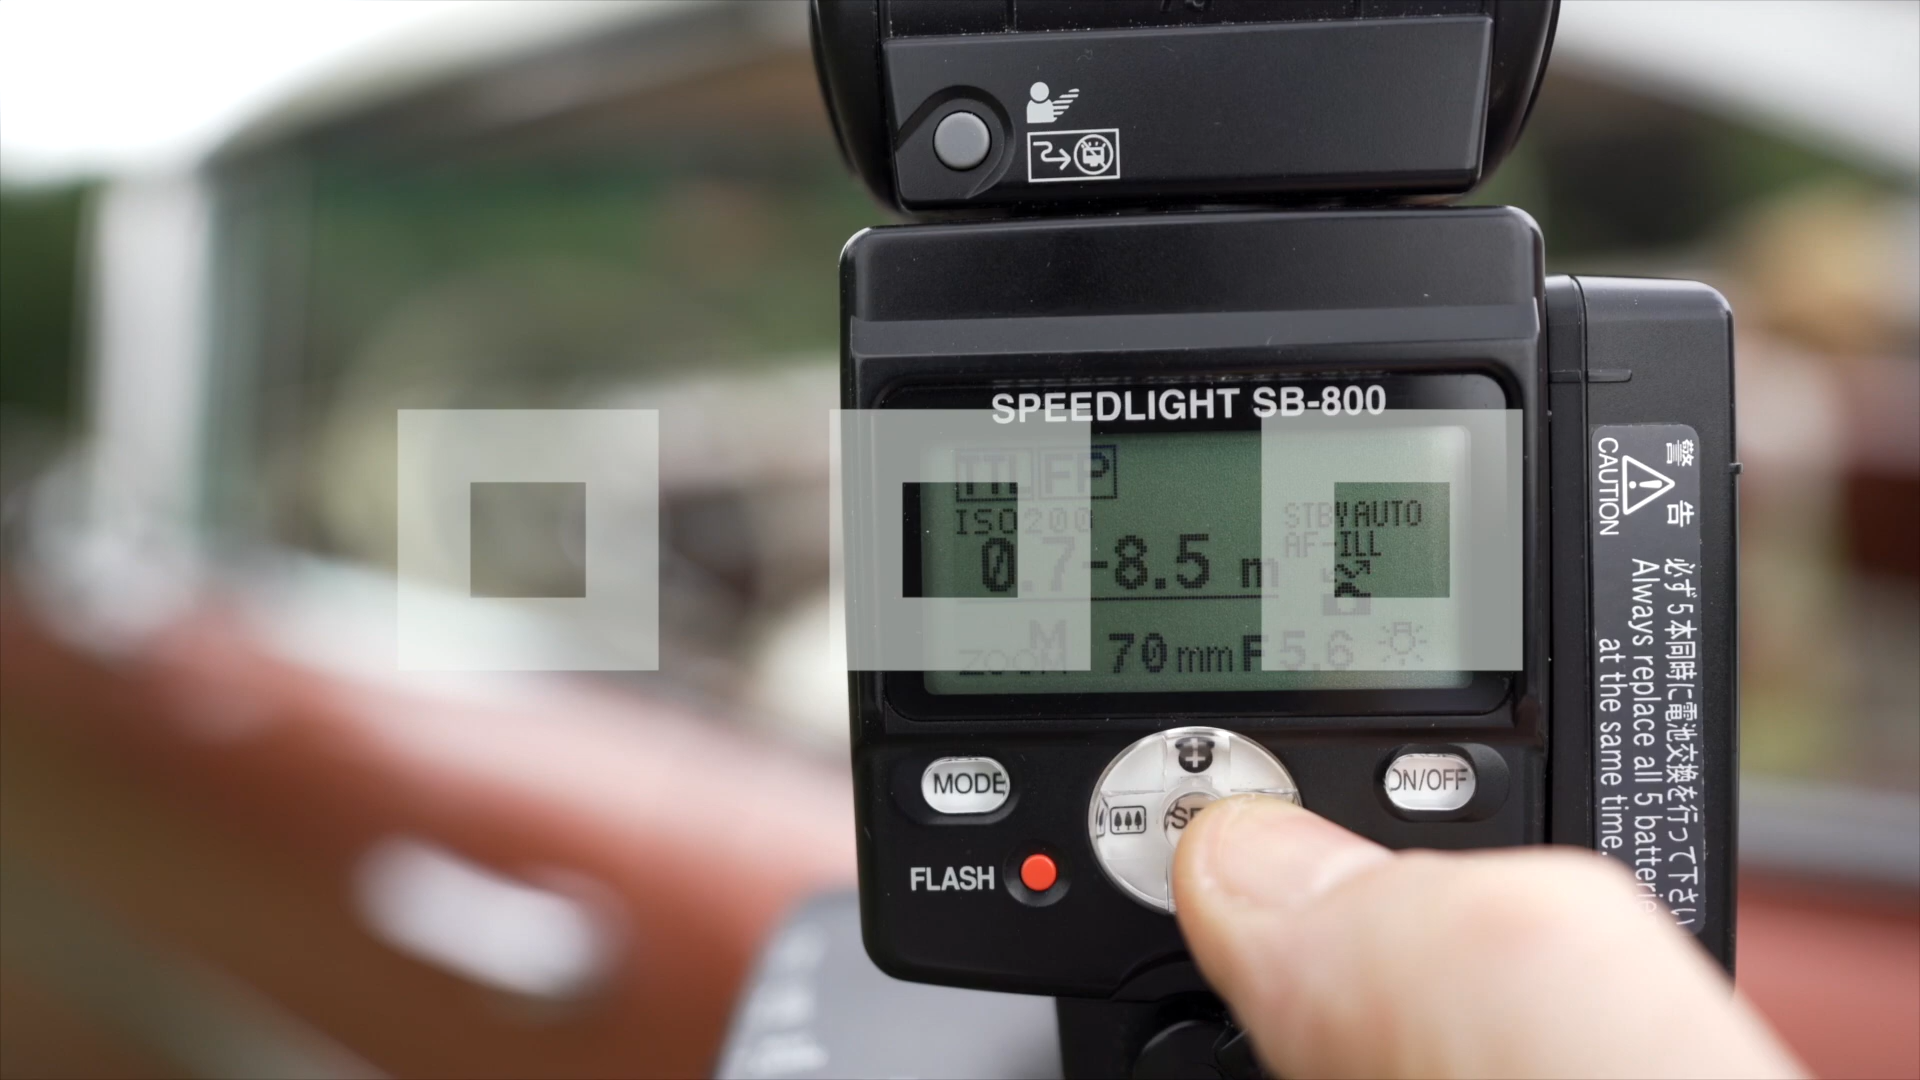 SPEEDLIGHT SB-800
TTL FP
ISO200
STBY AUTO
AF-ILL
0.7-8.5 m
M
ZOOM 70mm F5.6
MODE
ON/OFF
FLASH
警告
CAUTION
必ず5本同時に電池交換を行って下さい
Always replace all 5 batterie
at the same time.